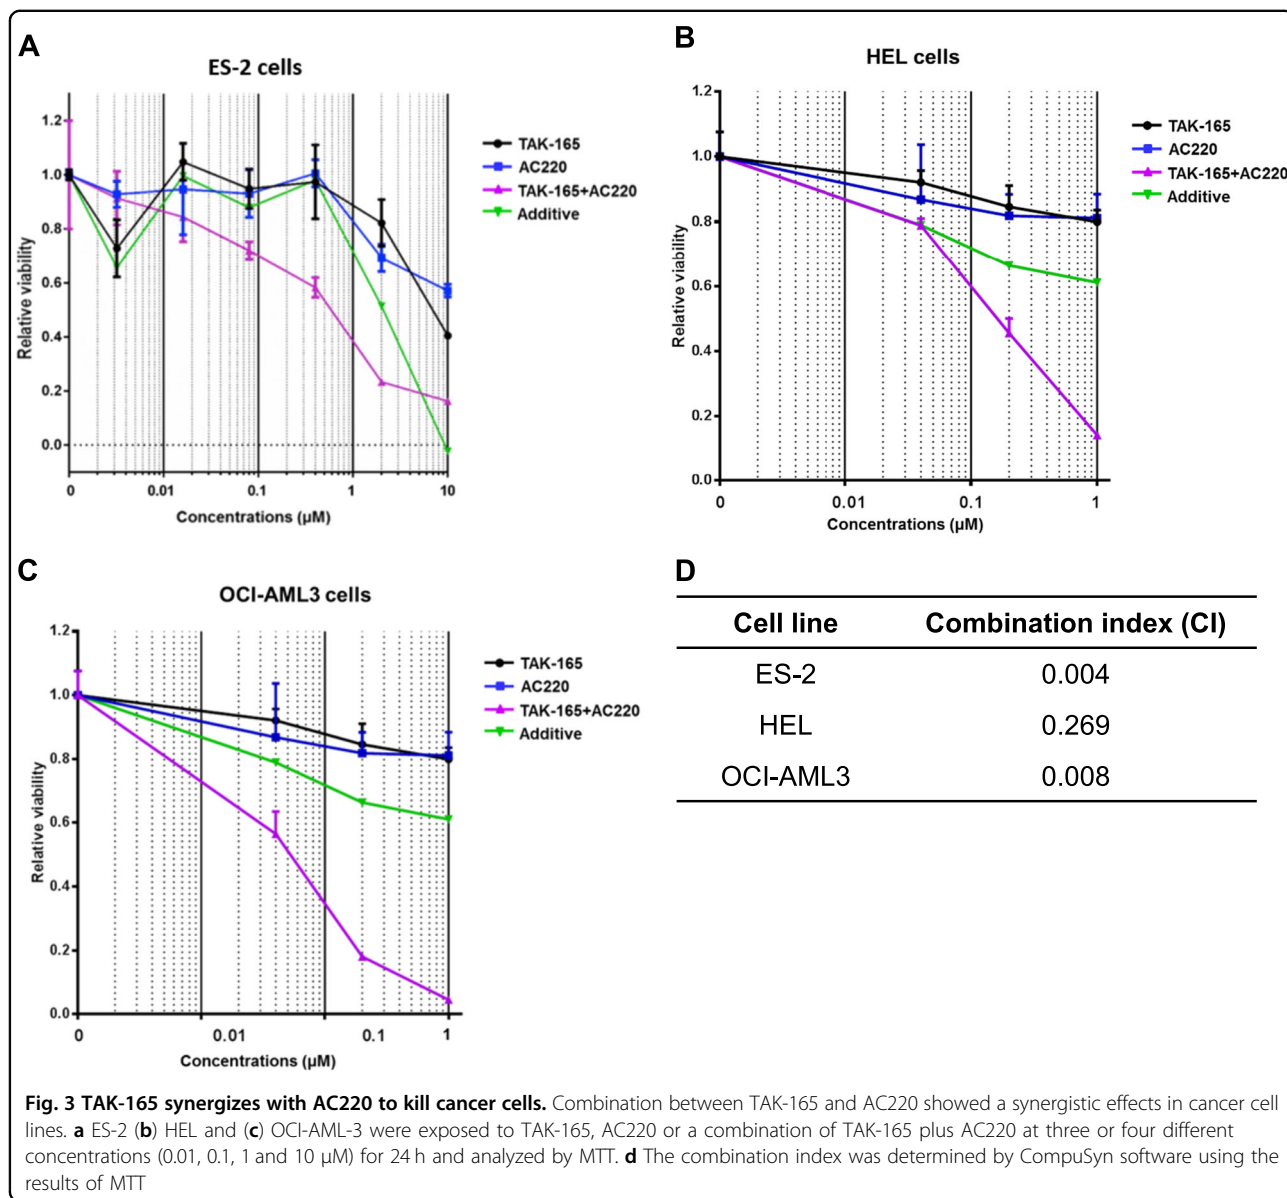 A
ES-2 cells
Relative viability
1.2
1.0
0.8
0.6
0.4
0.2
0.0
0 0.01 0.1 1 10
Concentrations (µM)
TAK-165
AC220
TAK-165+AC220
Additive
B
HEL cells
Relative viability
1.2
1.0
0.8
0.6
0.4
0.2
0.0
0 0.01 0.1 1
Concentrations (µM)
TAK-165
AC220
TAK-165+AC220
Additive
C
OCI-AML3 cells
Relative viability
1.2
1.0
0.8
0.6
0.4
0.2
0.0
0 0.01 0.1 1
Concentrations (µM)
TAK-165
AC220
TAK-165+AC220
Additive
D
Cell line Combination index (CI)
ES-2 0.004
HEL 0.269
OCI-AML3 0.008
Fig. 3 TAK-165 synergizes with AC220 to kill cancer cells. Combination between TAK-165 and AC220 showed a synergistic effects in cancer cell
lines. a ES-2 (b) HEL and (c) OCI-AML-3 were exposed to TAK-165, AC220 or a combination of TAK-165 plus AC220 at three or four different
concentrations (0.01, 0.1, 1 and 10 µM) for 24 h and analyzed by MTT. d The combination index was determined by CompuSyn software using the
results of MTT